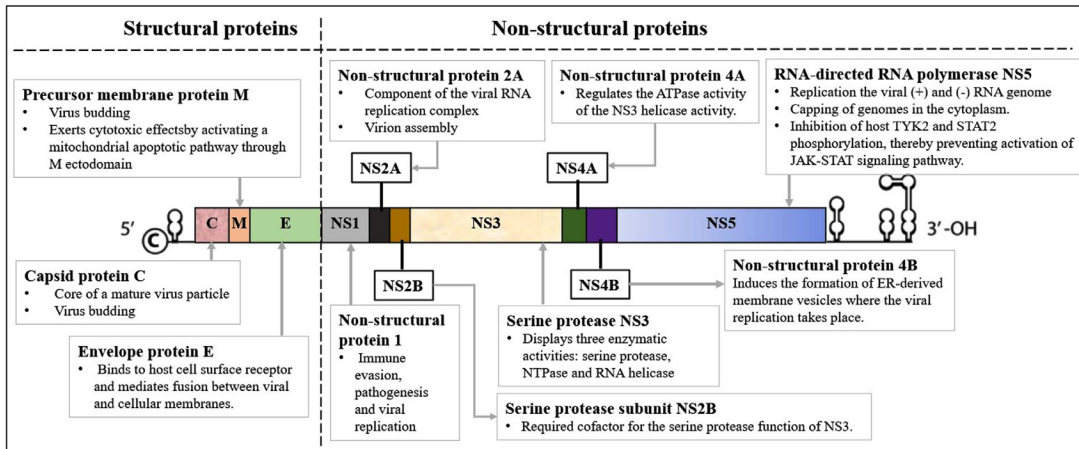 Structural proteins
Non-structural proteins
Precursor membrane protein M
• Virus budding
• Exerts cytotoxic effectsby activating a
mitochondrial apoptotic pathway through
M ectodomain
Non-structural protein 2A
• Component of the viral RNA
replication complex
• Virion assembly
Non-structural protein 4A
• Regulates the ATPase activity
of the NS3 helicase activity.
RNA-directed RNA polymerase NS5
• Replication the viral (+) and (-) RNA genome
• Capping of genomes in the cytoplasm.
• Inhibition of host TYK2 and STAT2
phosphorylation, thereby preventing activation of
JAK-STAT signaling pathway.
NS2A
NS4A
5’
C
C
M
E
NS1
NS3
NS5
3’ -OH
NS2B
NS4B
Capsid protein C
• Core of a mature virus particle
• Virus budding
Envelope protein E
• Binds to host cell surface receptor
and mediates fusion between viral
and cellular membranes.
Non-structural
protein 1
• Immune
evasion,
pathogenesis
and viral
replication
Serine protease NS3
• Displays three enzymatic
activities: serine protease,
NTPase and RNA helicase
Non-structural protein 4B
Induces the formation of ER-derived
membrane vesicles where the viral
replication takes place.
Serine protease subunit NS2B
• Required cofactor for the serine protease function of NS3.